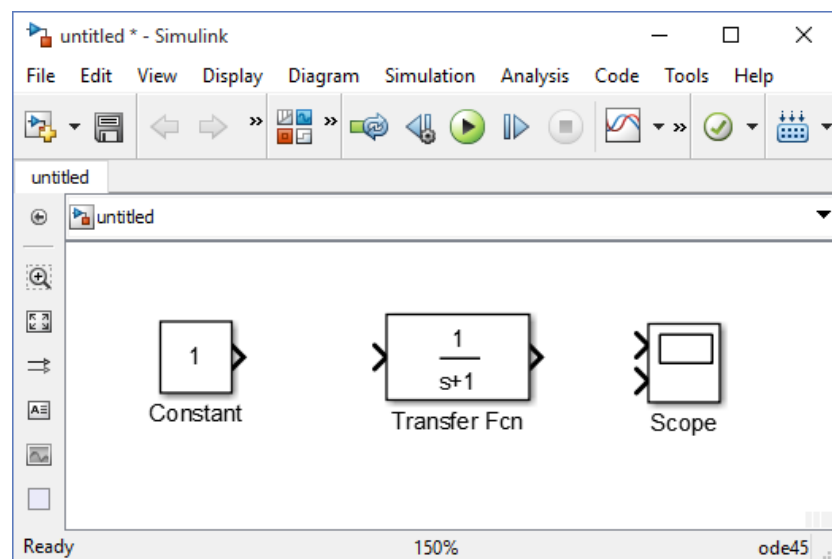 untitled * - Simulink
File Edit View Display Diagram Simulation Analysis Code Tools Help
untitled
untitled
1
Constant
1
s+1
Transfer Fcn
Scope
Ready 150% ode45